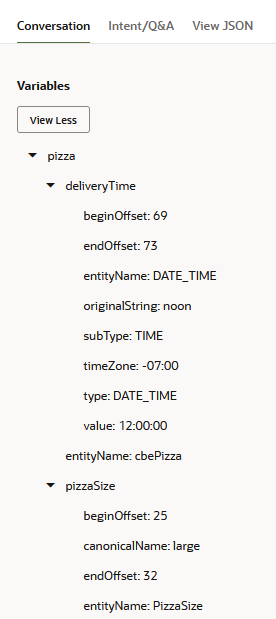 Conversation Intent/Q&A View JSON
Variables
View Less
pizza
deliveryTime
beginOffset: 69
endOffset: 73
entityName: DATE_TIME
originalString: noon
subType: TIME
timeZone: -07:00
type: DATE_TIME
value: 12:00:00
entityName: cbePizza
pizzaSize
beginOffset: 25
canonicalName: large
endOffset: 32
entityName: PizzaSize